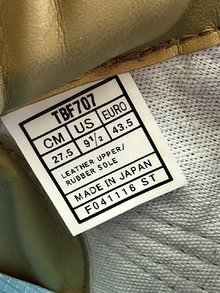 TBF707
CM US EURO
27.5 9 1/2 43.5
LEATHER UPPER/
RUBBER SOLE
MADE IN JAPAN
F041116 ST